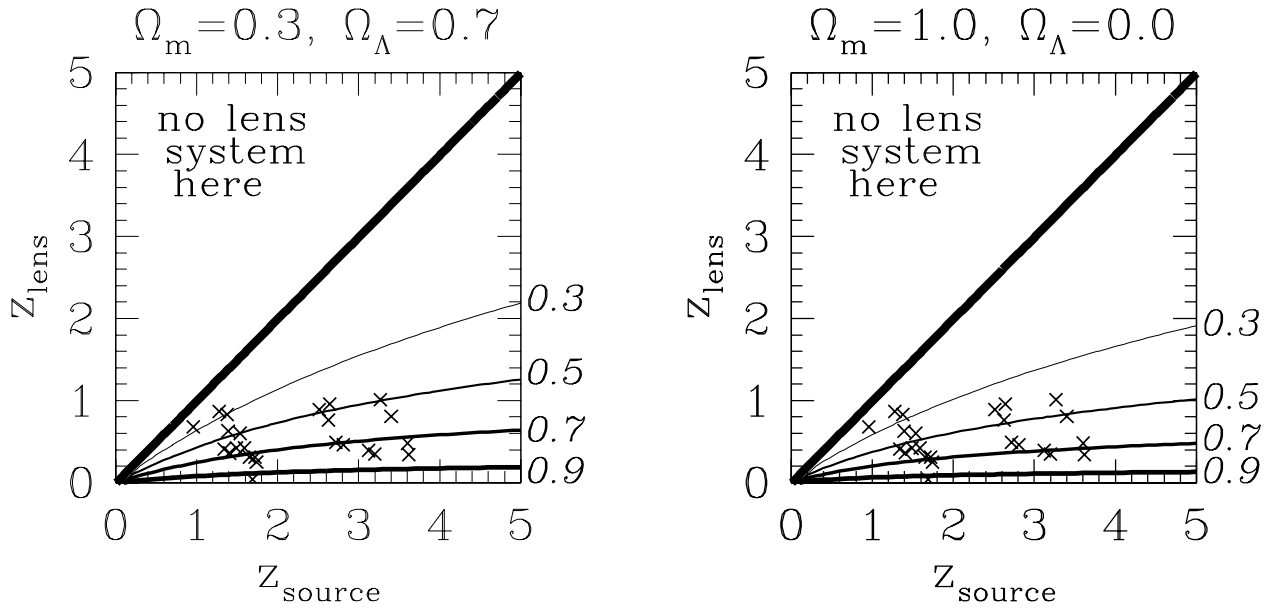 Ωm=0.3, ΩΛ=0.7
no lens
system
here
5
4
3
2
1
0
zlens
0.3
0.5
0.7
0.9
0 1 2 3 4 5
zsource
Ωm=1.0, ΩΛ=0.0
no lens
system
here
5
4
3
2
1
0
zlens
0.3
0.5
0.7
0.9
0 1 2 3 4 5
zsource